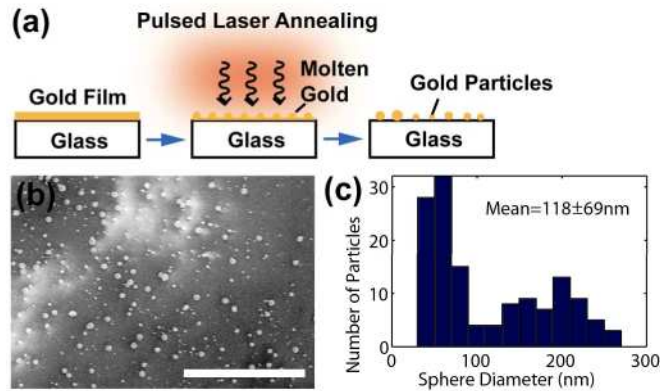 (a)
Pulsed Laser Annealing
Molten
Gold
Gold Film
Gold Particles
Glass
Glass
Glass
(b)
(c)
30
20
10
0
Number of Particles
Mean=118±69nm
0
100
200
300
Sphere Diameter (nm)